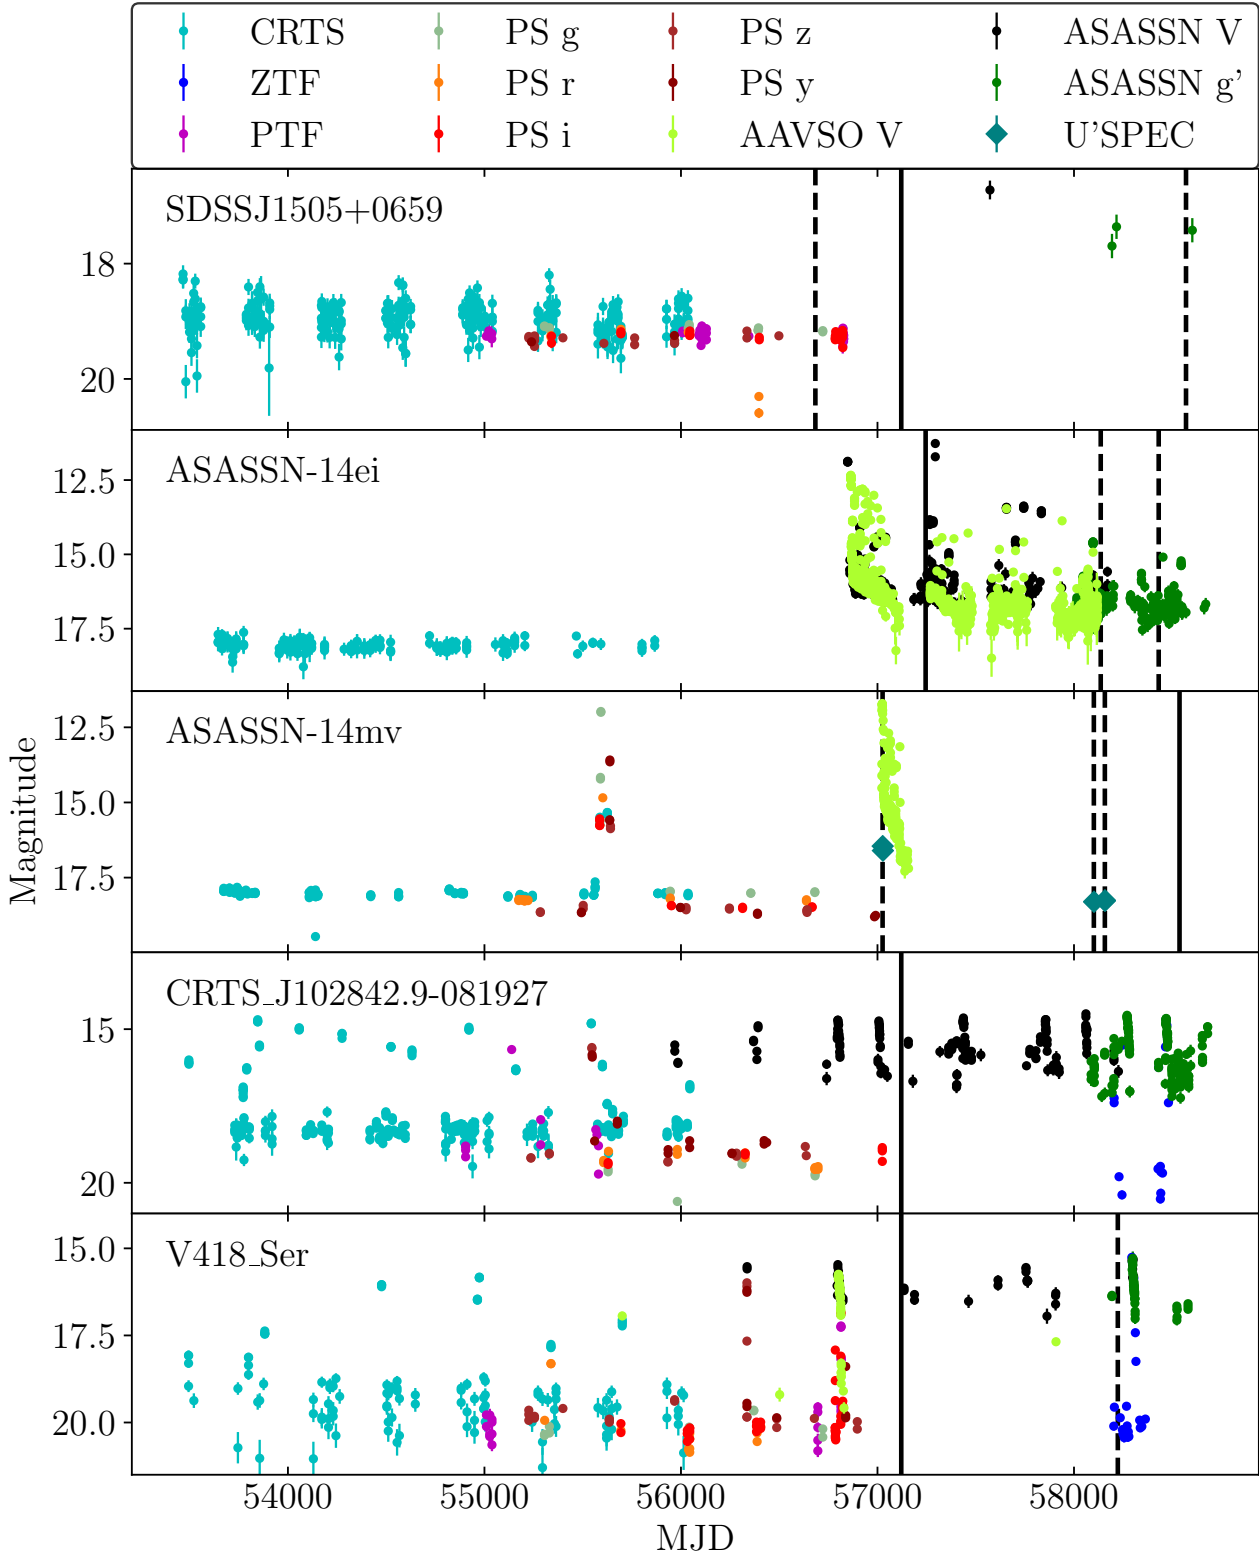 CRTS PS g PS z ASASSN V
ZTF PS r PS y ASASSN g'
PTF PS i AAVSO V U'SPEC
SDSSJ1505+0659
18
20
ASASSN-14ei
12.5
15.0
17.5
ASASSN-14mv
12.5
15.0
17.5
Magnitude
CRTS_J102842.9-081927
15
20
V418_Ser
15.0
17.5
20.0
54000 55000 56000 57000 58000
MJD